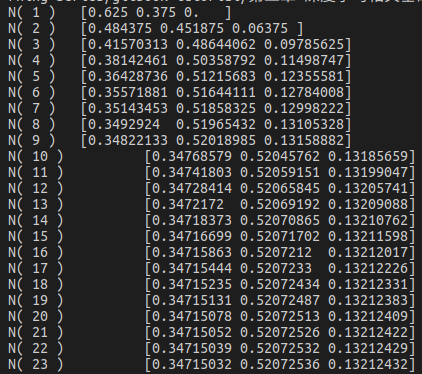 N( 1 ) [0.625 0.375 0. ]
N( 2 ) [0.484375 0.451875 0.06375 ]
N( 3 ) [0.41570313 0.48644062 0.09785625]
N( 4 ) [0.38142461 0.50358792 0.11498747]
N( 5 ) [0.36428736 0.51215683 0.12355581]
N( 6 ) [0.35571881 0.51644111 0.12784008]
N( 7 ) [0.35143453 0.51858325 0.12998222]
N( 8 ) [0.3492924 0.51965432 0.13105328]
N( 9 ) [0.34822133 0.52018985 0.13158882]
N( 10 ) [0.34768579 0.52045762 0.13185659]
N( 11 ) [0.34741803 0.52059151 0.13199047]
N( 12 ) [0.34728414 0.52065845 0.13205741]
N( 13 ) [0.3472172 0.52069192 0.13209088]
N( 14 ) [0.34718373 0.52070865 0.13210762]
N( 15 ) [0.34716699 0.52071702 0.13211598]
N( 16 ) [0.34715863 0.5207212 0.13212017]
N( 17 ) [0.34715444 0.5207233 0.13212226]
N( 18 ) [0.34715235 0.52072434 0.13212331]
N( 19 ) [0.34715131 0.52072487 0.13212383]
N( 20 ) [0.34715078 0.52072513 0.13212409]
N( 21 ) [0.34715052 0.52072526 0.13212422]
N( 22 ) [0.34715039 0.52072532 0.13212429]
N( 23 ) [0.34715032 0.52072536 0.13212432]